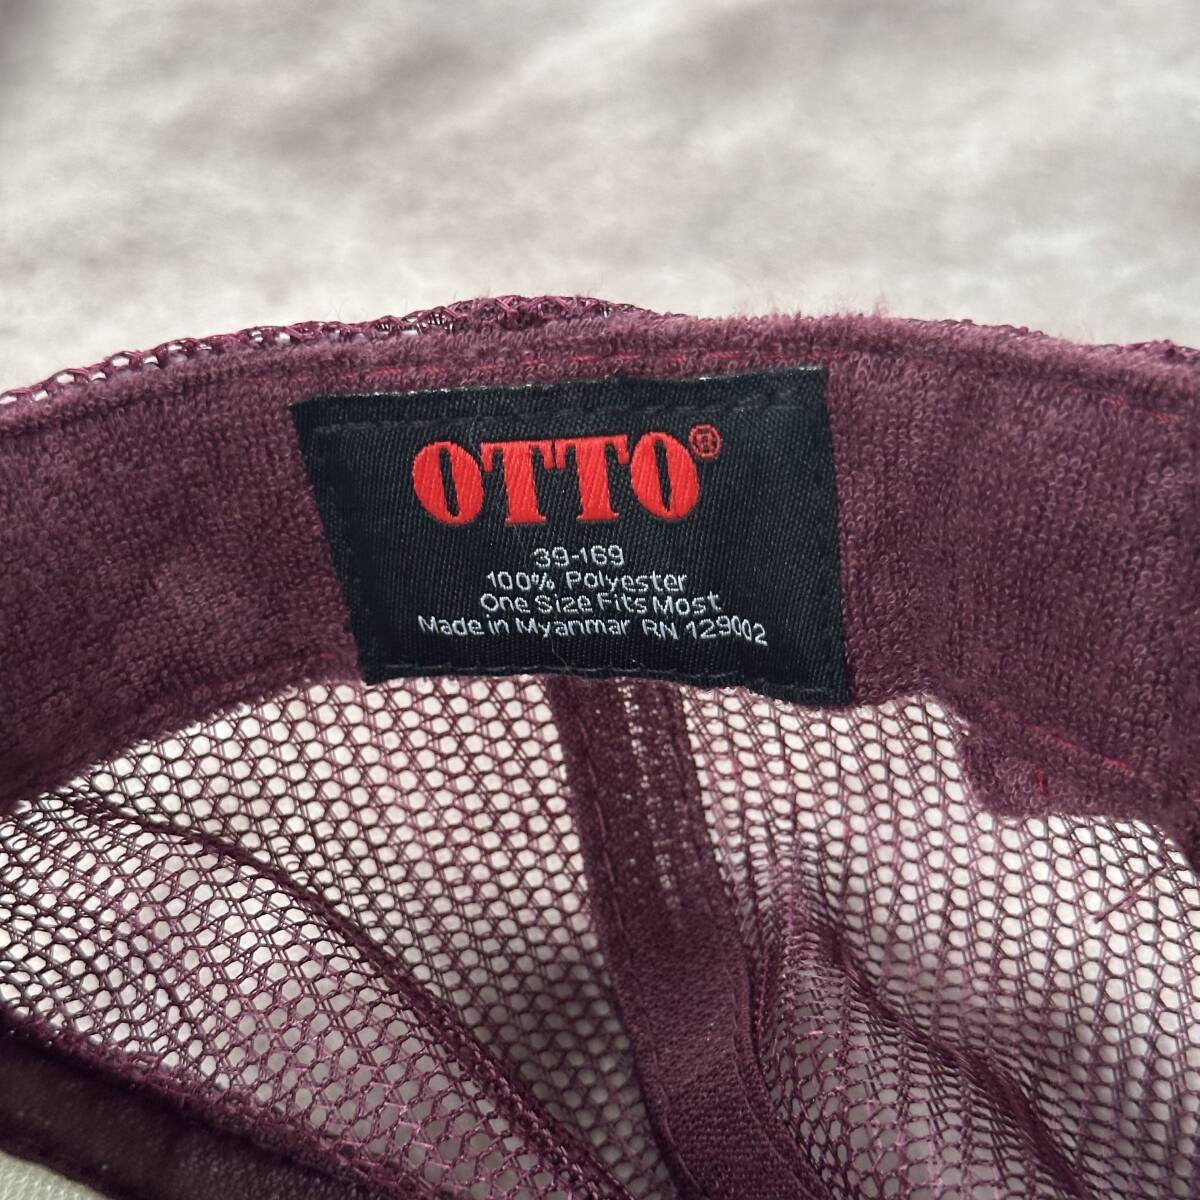 OTTO®
39-169
100% Polyester
One Size Fits Most
Made in Myanmar RN 129002